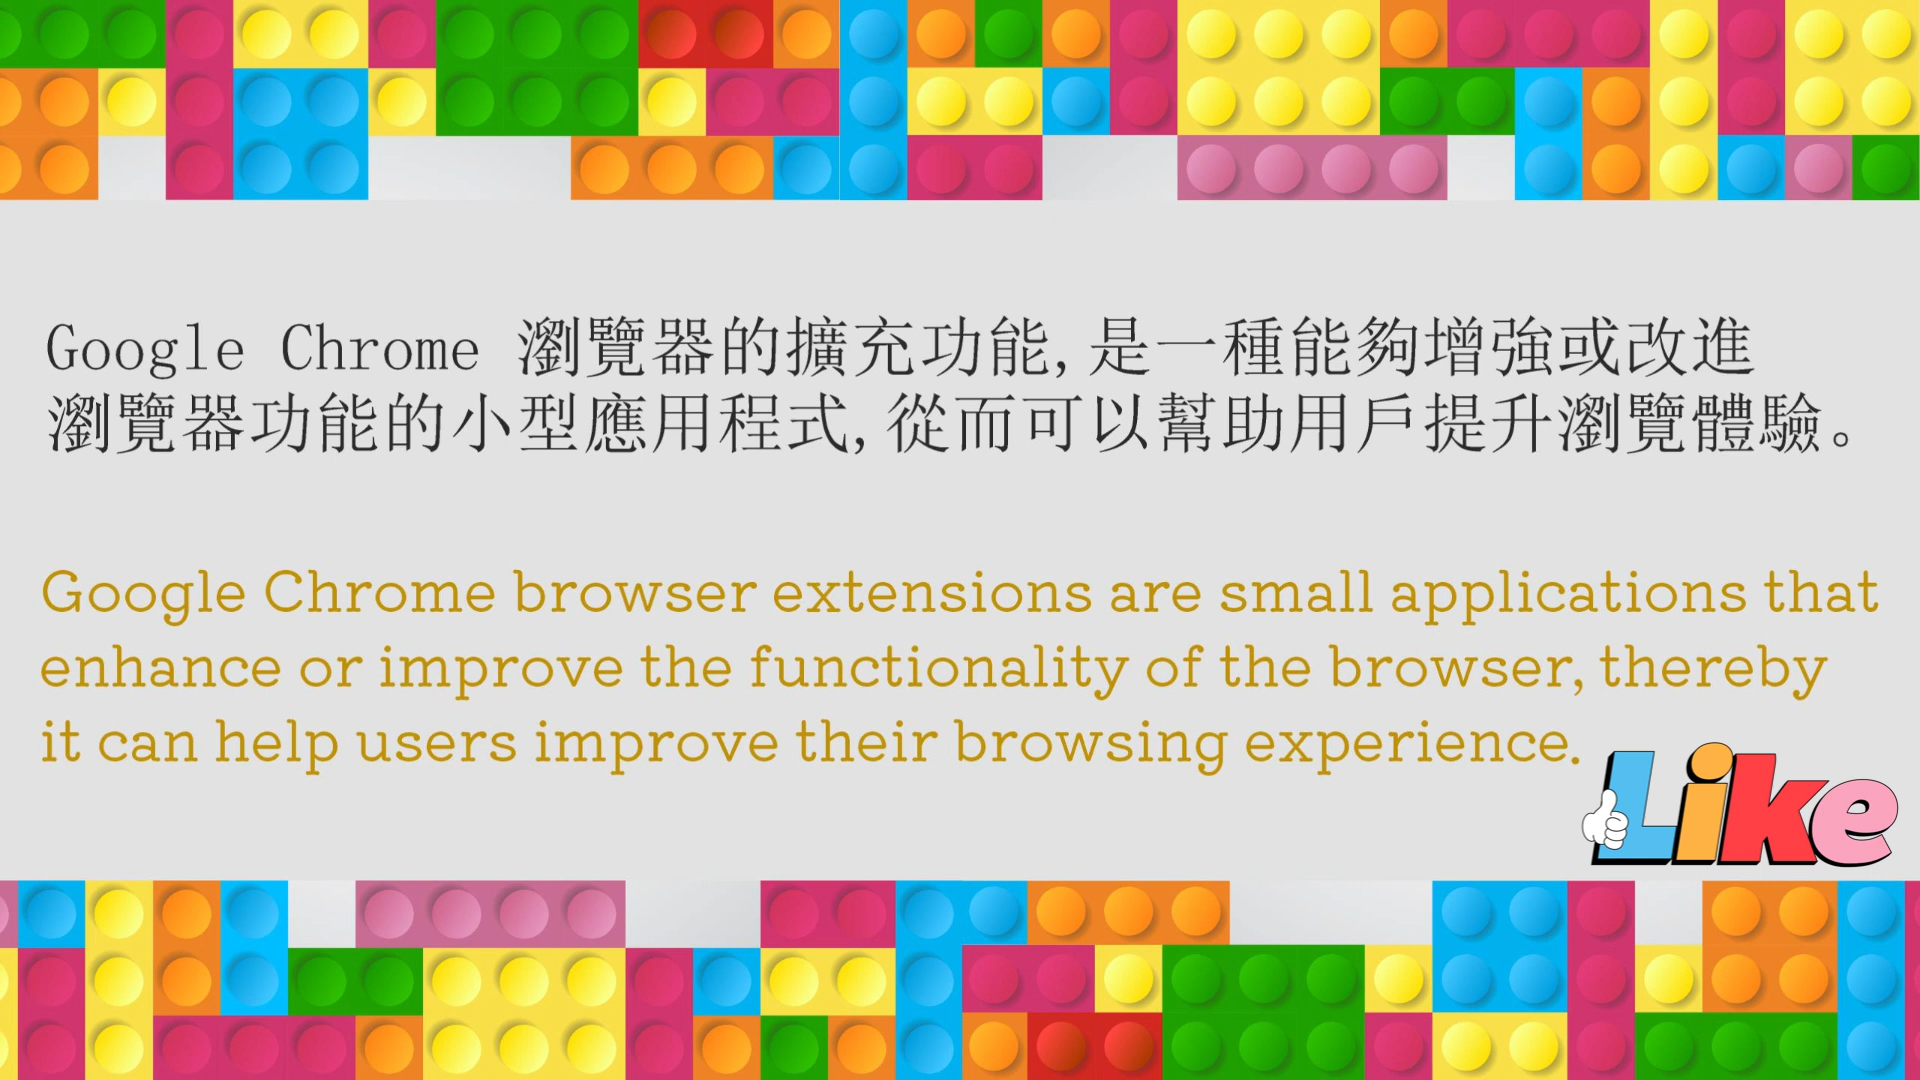 Google Chrome 瀏覽器的擴充功能,是一種能夠增強或改進
瀏覽器功能的小型應用程式,從而可以幫助用戶提升瀏覽體驗。
Google Chrome browser extensions are small applications that
enhance or improve the functionality of the browser, thereby
it can help users improve their browsing experience.
Like